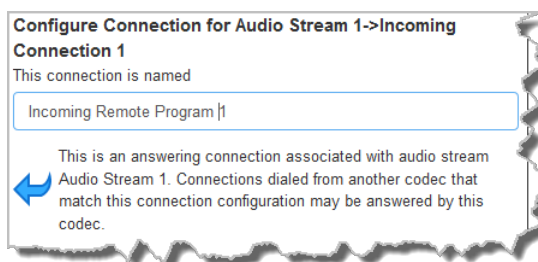 Configure Connection for Audio Stream 1->Incoming
Connection 1
This connection is named
Incoming Remote Program 1
This is an answering connection associated with audio stream
Audio Stream 1. Connections dialed from another codec that
match this connection configuration may be answered by this
codec.